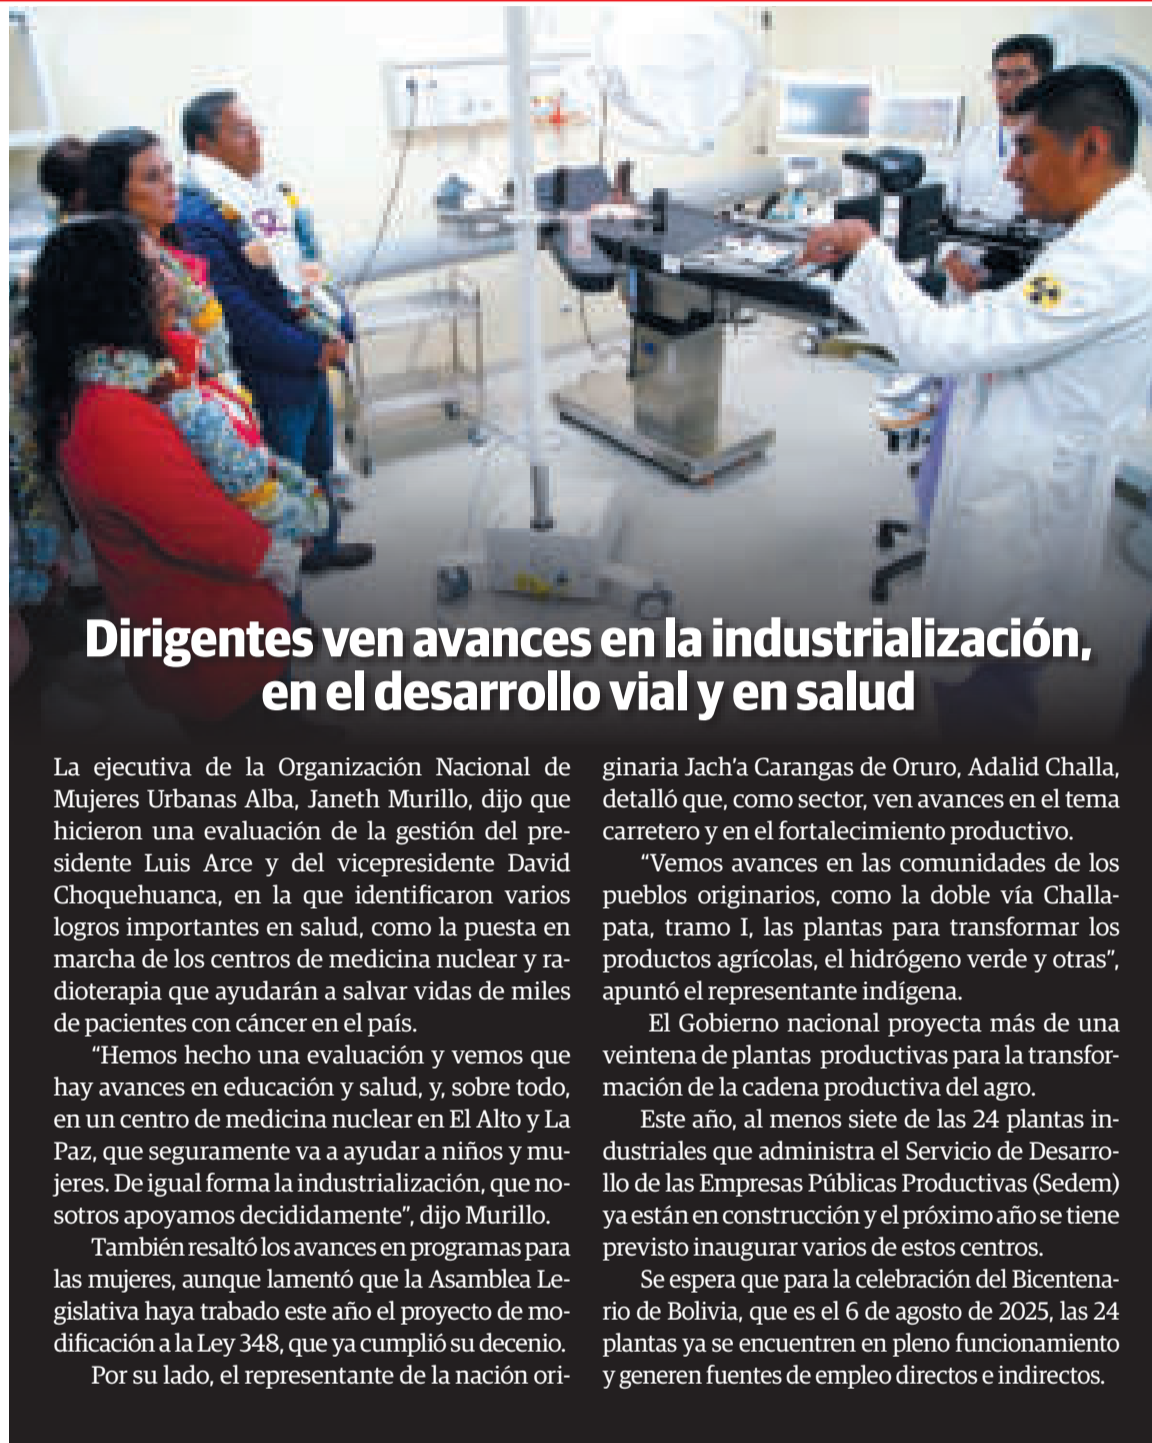 Dirigentes ven avances en la industrialización,
en el desarrollo vial y en salud
La ejecutiva de la Organización Nacional de
Mujeres Urbanas Alba, Janeth Murillo, dijo que
hicieron una evaluación de la gestión del pre-
sidente Luis Arce y del vicepresidente David
Choquehuanca, en la que identificaron varios
logros importantes en salud, como la puesta en
marcha de los centros de medicina nuclear y ra-
dioterapia que ayudarán a salvar vidas de miles
de pacientes con cáncer en el país.
“Hemos hecho una evaluación y vemos que
hay avances en educación y salud, y, sobre todo,
en un centro de medicina nuclear en El Alto y La
Paz, que seguramente va a ayudar a niños y mu-
jeres. De igual forma la industrialización, que no-
sotros apoyamos decididamente”, dijo Murillo.
También resaltó los avances en programas para
las mujeres, aunque lamentó que la Asamblea Le-
gislativa haya trabado este año el proyecto de mo-
dificación a la Ley 348, que ya cumplió su decenio.
Por su lado, el representante de la nación ori-
ginaria Jach’a Carangas de Oruro, Adalid Challa,
detalló que, como sector, ven avances en el tema
carretero y en el fortalecimiento productivo.
“Vemos avances en las comunidades de los
pueblos originarios, como la doble vía Challa-
pata, tramo I, las plantas para transformar los
productos agrícolas, el hidrógeno verde y otras”,
apuntó el representante indígena.
El Gobierno nacional proyecta más de una
veintena de plantas productivas para la transfor-
mación de la cadena productiva del agro.
Este año, al menos siete de las 24 plantas in-
dustriales que administra el Servicio de Desarro-
llo de las Empresas Públicas Productivas (Sedem)
ya están en construcción y el próximo año se tiene
previsto inaugurar varios de estos centros.
Se espera que para la celebración del Bicentena-
rio de Bolivia, que es el 6 de agosto de 2025, las 24
plantas ya se encuentren en pleno funcionamiento
y generen fuentes de empleo directos e indirectos.